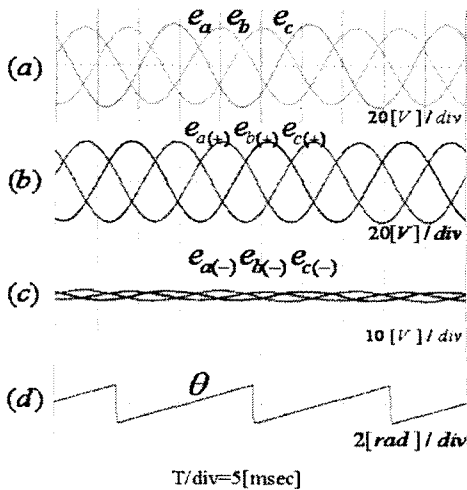 e_a e_b e_c
(a)
20[V]/div
e_a(+) e_b(+) e_c(+)
(b)
20[V]/div
e_a(-) e_b(-) e_c(-)
(c)
10[V]/div
(d)
θ
2[rad]/div
T/div=5[msec]